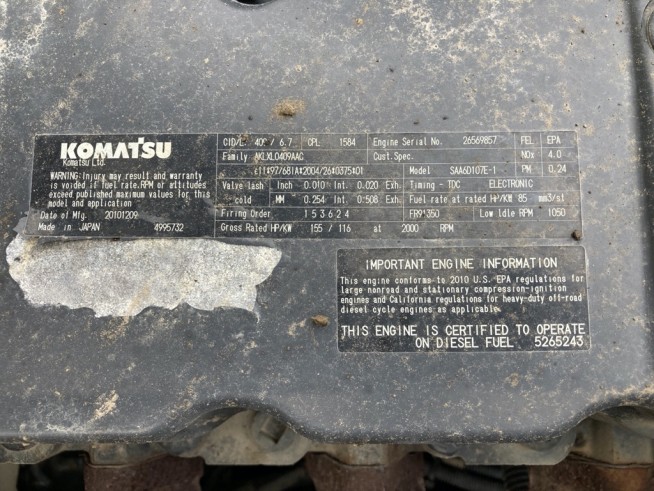 KOMATSU
Komatsu Ltd.
WARNING: Injury may result and warranty
is voided if fuel rate.RPM or altitudes
exceed published maximum values for this
model and application
Date of Mfg. 20101209
Made in JAPAN 4995732
CID/L. 409 / 6.7 CPL 1584 Engine Serial No. 26569857 FEL EPA
Family AKLXL0409AAC Cust.Spec. NOx 4.0
e11*97/68IA*2004/26*0375*01 Model SAA6D107E-1 PM 0.24
Valve lash Inch 0.010 Int. 0.020 Exh. Timing - TDC ELECTRONIC
cold MM 0.254 Int. 0.508 Exh. Fuel rate at rated HP/KW 85 mm3/st
Firing Order 1 5 3 6 2 4 FR91350 Low Idle RPM 1050
Gross Rated HP/KW 155 / 116 at 2000 RPM
IMPORTANT ENGINE INFORMATION
This engine conforms to 2010 U.S. EPA regulations for
large nonroad and stationary compression-ignition
engines and California regulations for heavy-duty off-road
diesel cycle engines as applicable.
THIS ENGINE IS CERTIFIED TO OPERATE
ON DIESEL FUEL 5265243